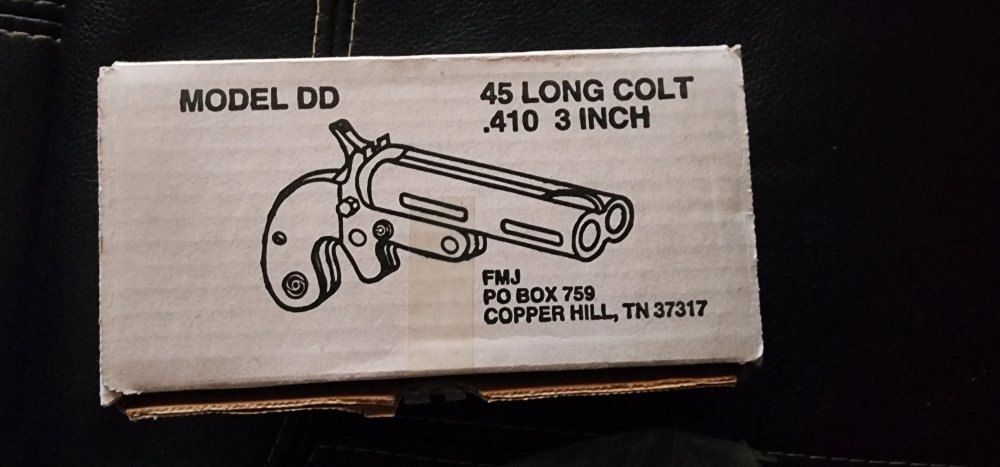 MODEL DD
45 LONG COLT
.410 3 INCH
FMJ
PO BOX 759
COPPER HILL, TN 37317